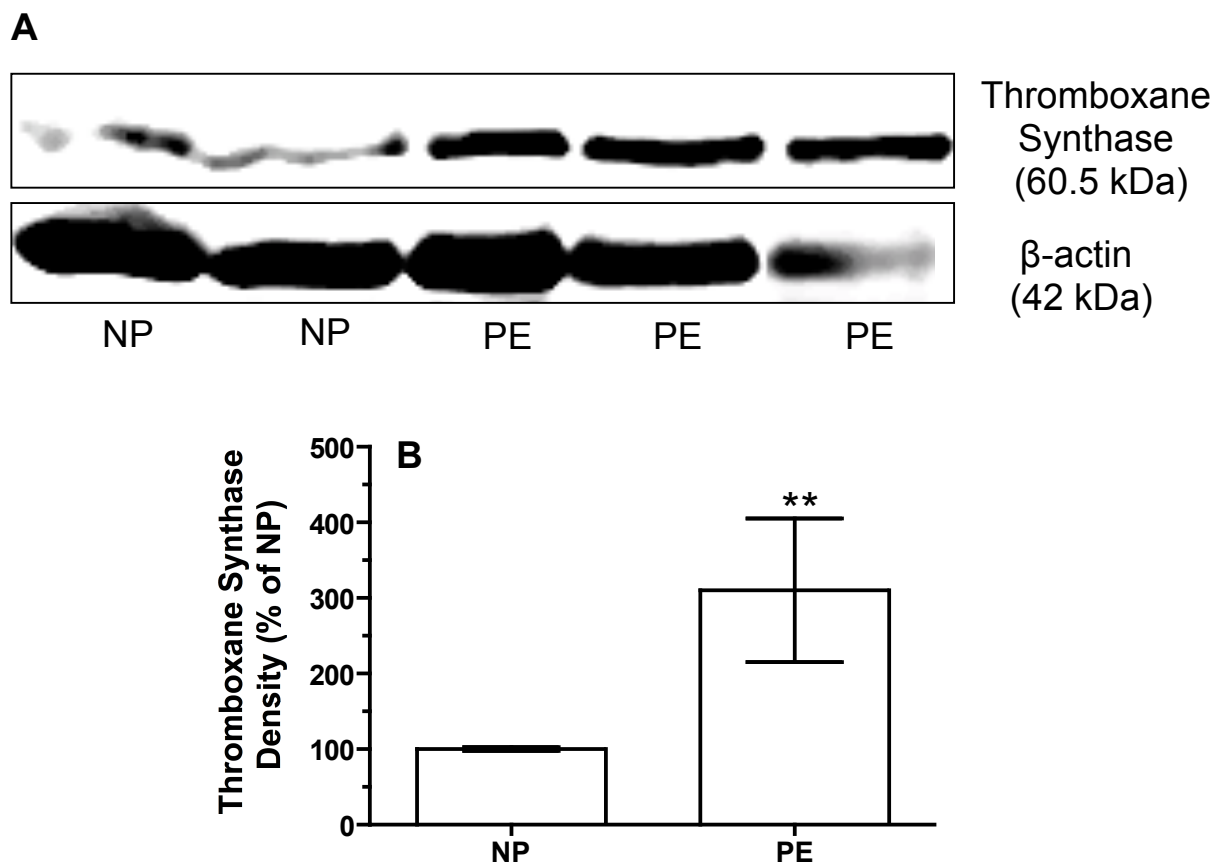 A
Thromboxane
Synthase
(60.5 kDa)
β-actin
(42 kDa)
NP
NP
PE
PE
PE
B
**
Thromboxane Synthase
Density (% of NP)
500
400
300
200
100
0
NP
PE